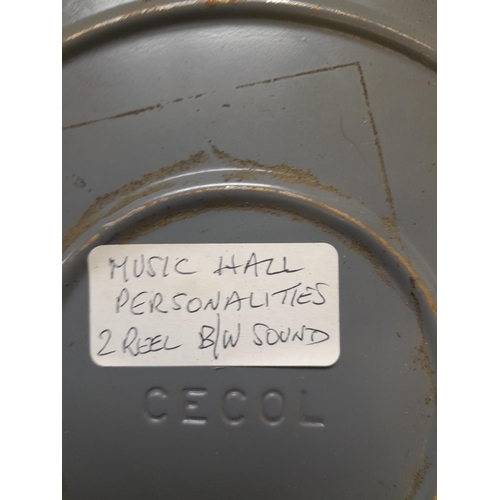 MUSIC HALL
PERSONALITIES
2 REEL B/W SOUND
CECOL